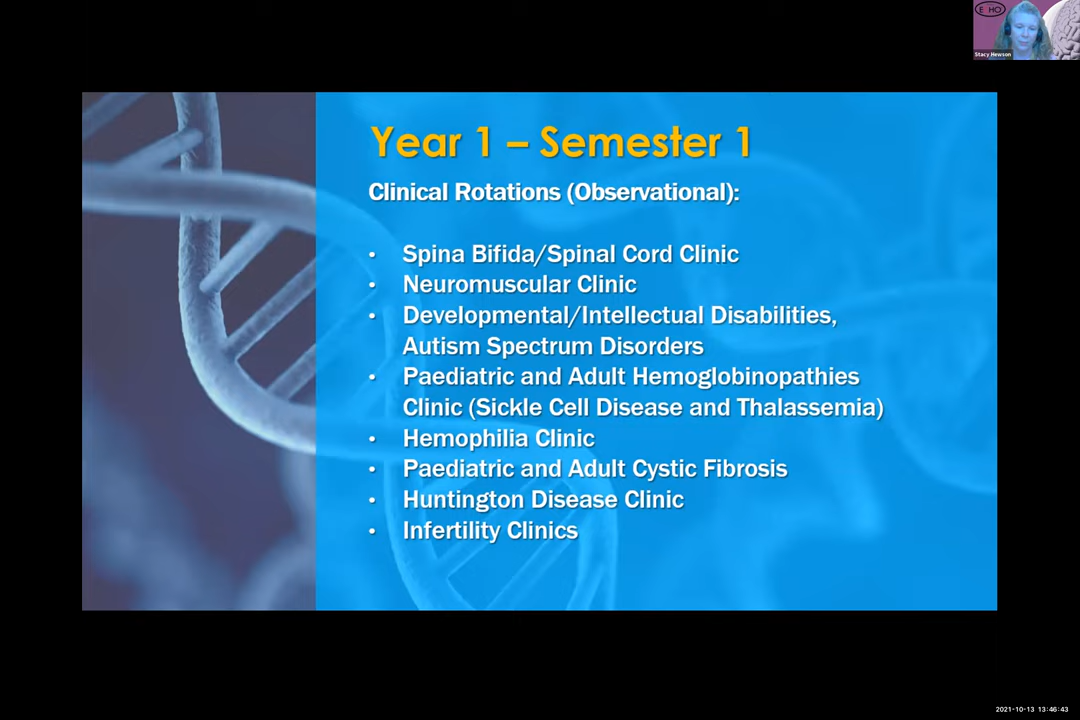 ECHO
Stacy Hewson
Year 1 – Semester 1
Clinical Rotations (Observational):
• Spina Bifida/Spinal Cord Clinic
• Neuromuscular Clinic
• Developmental/Intellectual Disabilities,
Autism Spectrum Disorders
• Paediatric and Adult Hemoglobinopathies
Clinic (Sickle Cell Disease and Thalassemia)
• Hemophilia Clinic
• Paediatric and Adult Cystic Fibrosis
• Huntington Disease Clinic
• Infertility Clinics
2021-10-13 13:46:43